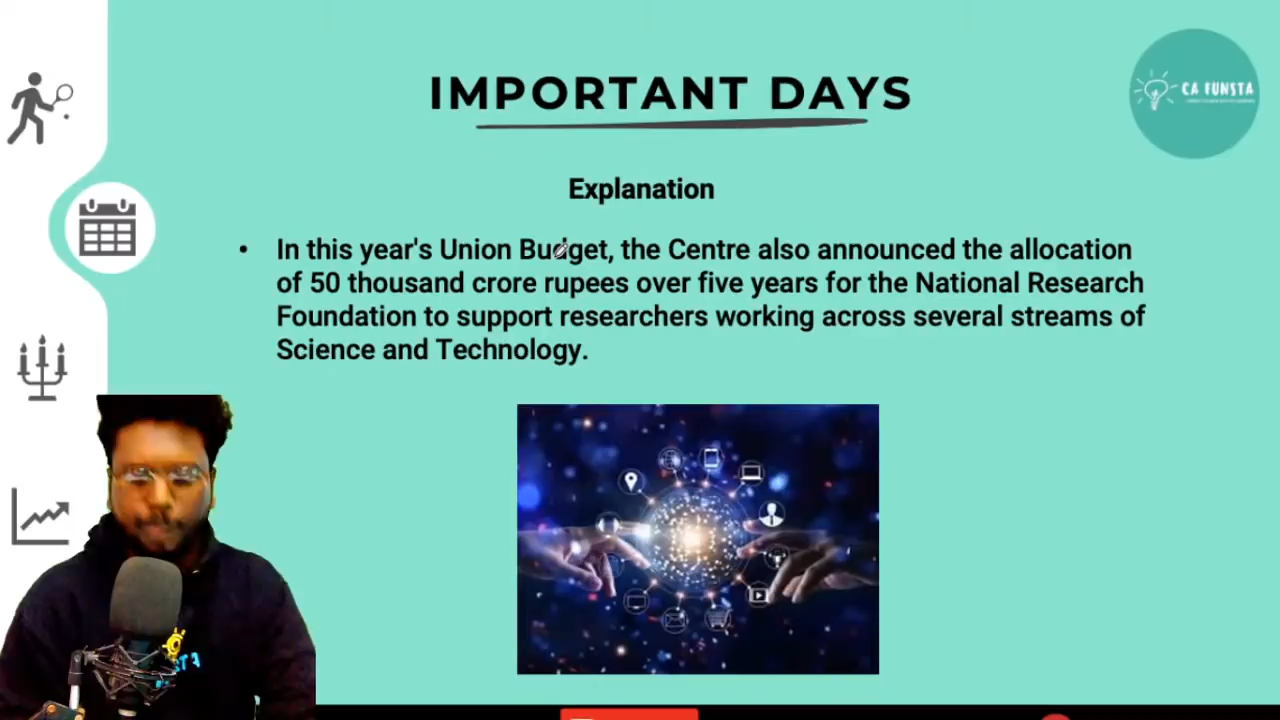 IMPORTANT DAYS
CA FUNSTA
Explanation
• In this year's Union Budget, the Centre also announced the allocation
of 50 thousand crore rupees over five years for the National Research
Foundation to support researchers working across several streams of
Science and Technology.